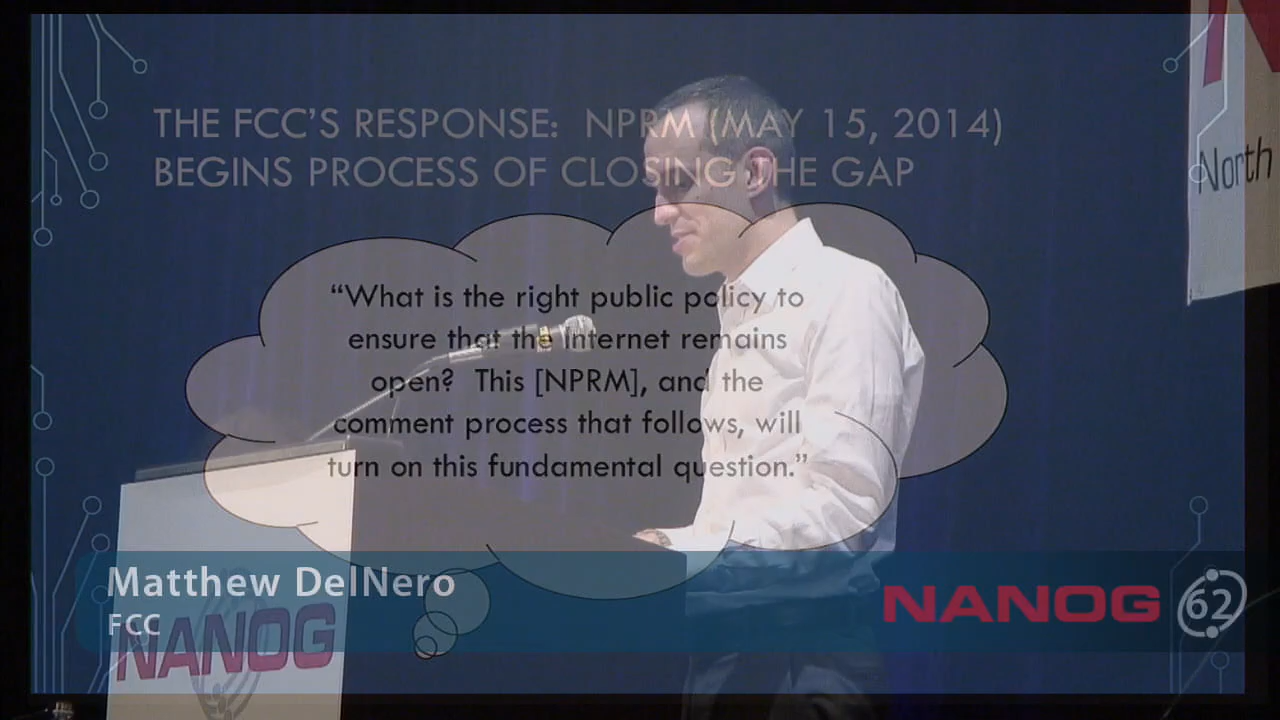 THE FCC'S RESPONSE: NPRM (MAY 15, 2014)
BEGINS PROCESS OF CLOSING THE GAP
North
“What is the right public policy to
ensure that the Internet remains
open? This [NPRM], and the
comment process that follows, will
turn on this fundamental question.”
Matthew DelNero
FCC
NANOG
NANOG 62